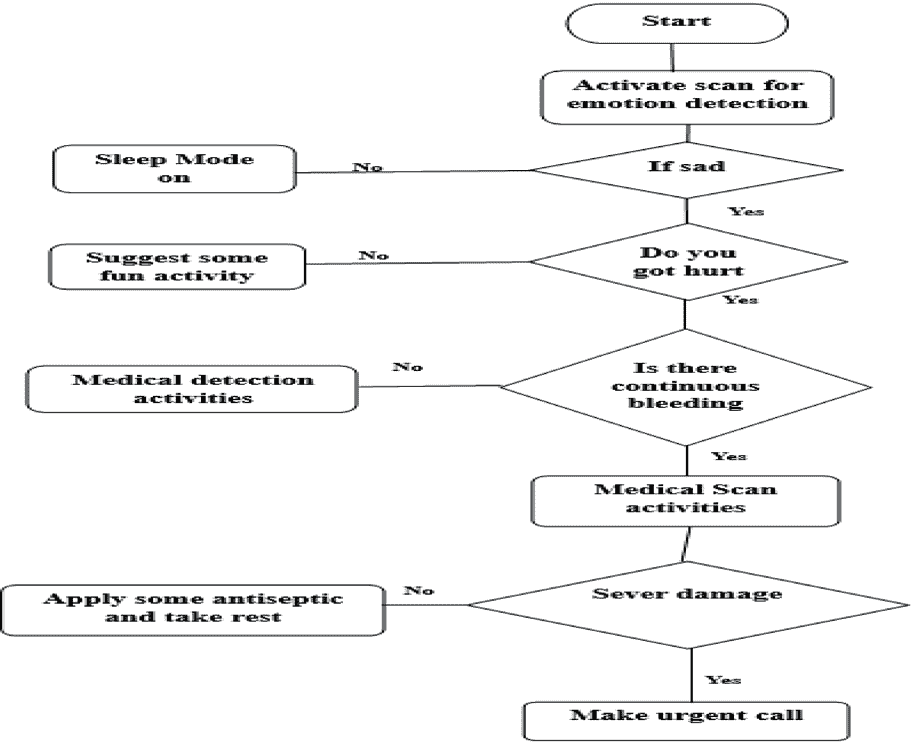 Start
Activate scan for
emotion detection
If sad
No
Sleep Mode
on
Yes
Do you
got hurt
No
Suggest some
fun activity
Yes
Is there
continuous
bleeding
No
Medical detection
activities
Yes
Medical Scan
activities
Sever damage
No
Apply some antiseptic
and take rest
Yes
Make urgent call